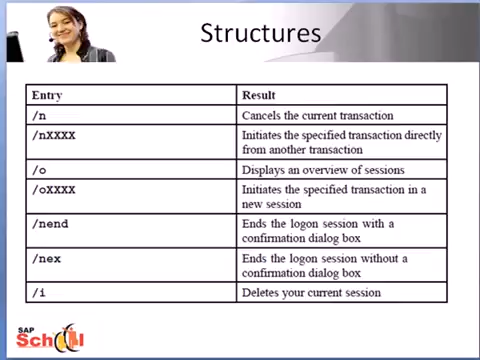 Structures
Entry Result
/n Cancels the current transaction
/nXXXX Initiates the specified transaction directly
from another transaction
/o Displays an overview of sessions
/oXXXX Initiates the specified transaction in a
new session
/nend Ends the logon session with a
confirmation dialog box
/nex Ends the logon session without a
confirmation dialog box
/i Deletes your current session
SAP
School